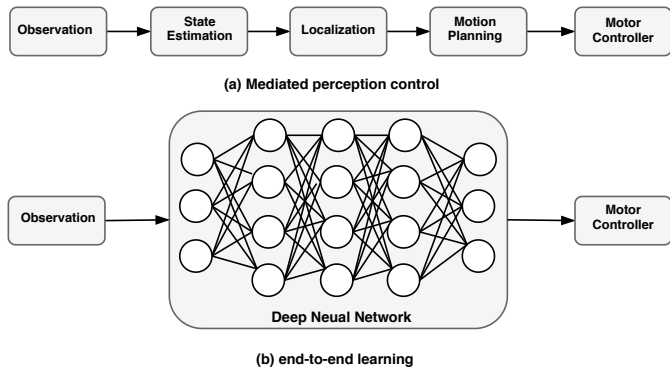 Observation
State
Estimation
Localization
Motion
Planning
Motor
Controller
(a) Mediated perception control
Observation
Motor
Controller
Deep Neual Network
(b) end-to-end learning